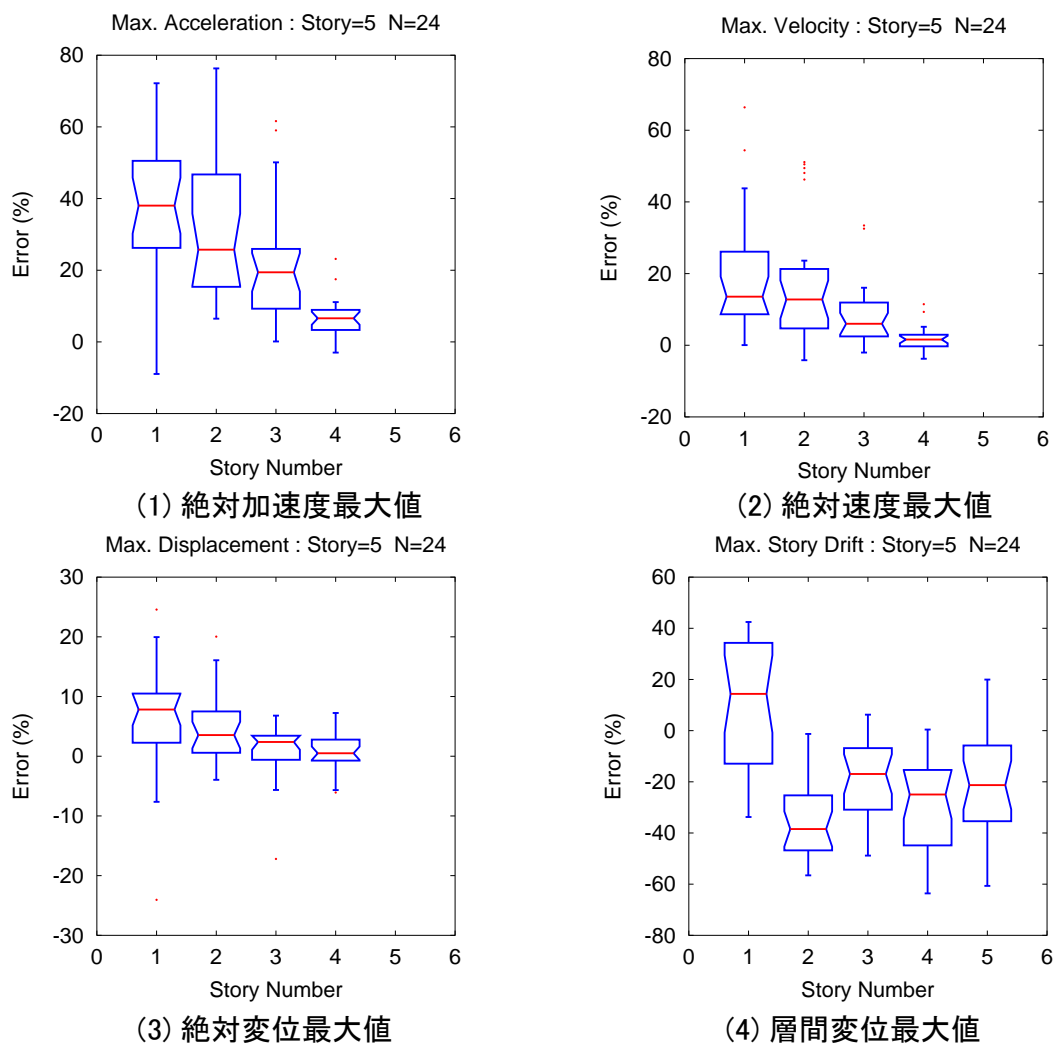 Max. Acceleration : Story=5 N=24
Error (%)
80
60
40
20
0
-20
0 1 2 3 4 5 6
Story Number
(1) 絶対加速度最大値
Max. Velocity : Story=5 N=24
Error (%)
80
60
40
20
0
-20
0 1 2 3 4 5 6
Story Number
(2) 絶対速度最大値
Max. Displacement : Story=5 N=24
Error (%)
30
20
10
0
-10
-20
-30
0 1 2 3 4 5 6
Story Number
(3) 絶対変位最大値
Max. Story Drift : Story=5 N=24
Error (%)
60
40
20
0
-20
-40
-60
-80
0 1 2 3 4 5 6
Story Number
(4) 層間変位最大値